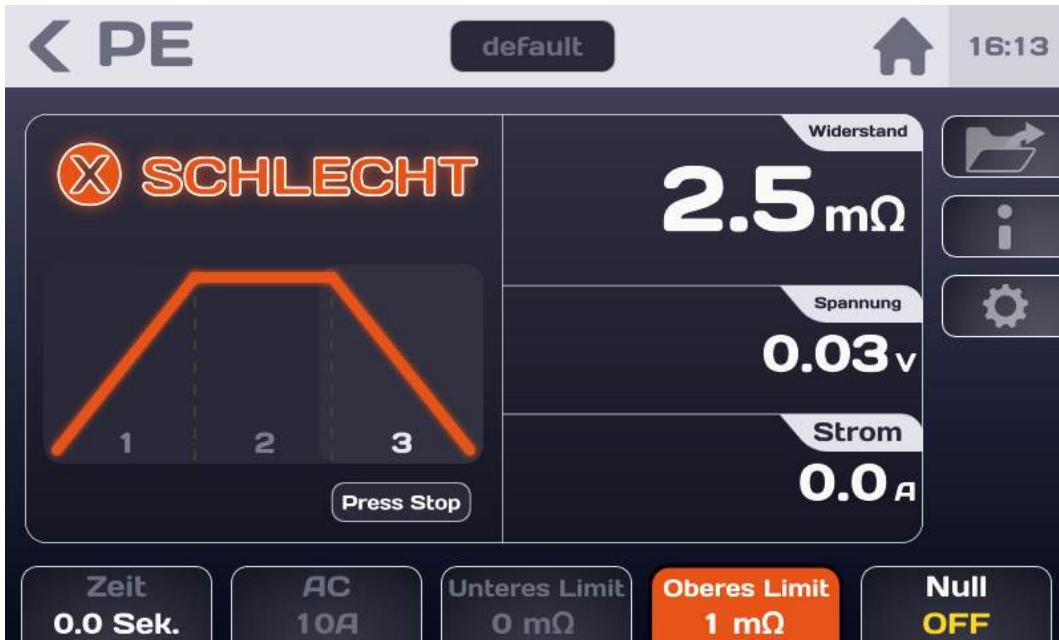 PE
default
16:13
SCHLECHT
Widerstand
2.5 mΩ
Spannung
0.03 V
1 2 3
Strom
0.0 A
Press Stop
Zeit
0.0 Sek.
AC
10A
Unteres Limit
0 mΩ
Oberes Limit
1 mΩ
Null
OFF